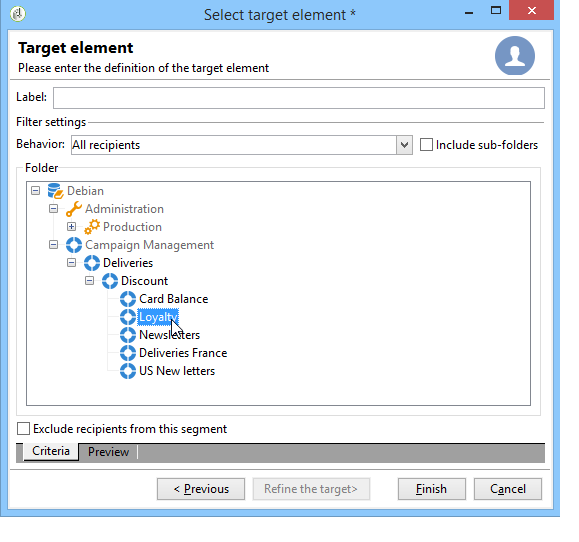 Select target element *
Target element
Please enter the definition of the target element
Label:
Filter settings
Behavior: All recipients Include sub-folders
Folder
Debian
Administration
Production
Campaign Management
Deliveries
Discount
Card Balance
Loyalty
Newsletters
Deliveries France
US New letters
Exclude recipients from this segment
Criteria Preview
< Previous Refine the target> Finish Cancel